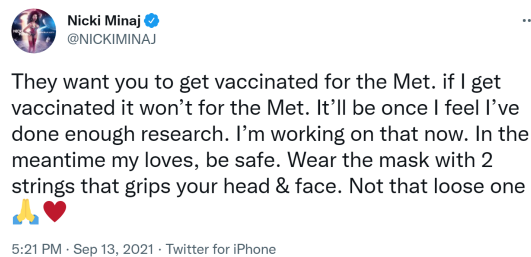 Nicki Minaj
@NICKIMINAJ
They want you to get vaccinated for the Met. if I get
vaccinated it won’t for the Met. It’ll be once I feel I’ve
done enough research. I’m working on that now. In the
meantime my loves, be safe. Wear the mask with 2
strings that grips your head & face. Not that loose one
🙏❤️
5:21 PM · Sep 13, 2021 · Twitter for iPhone